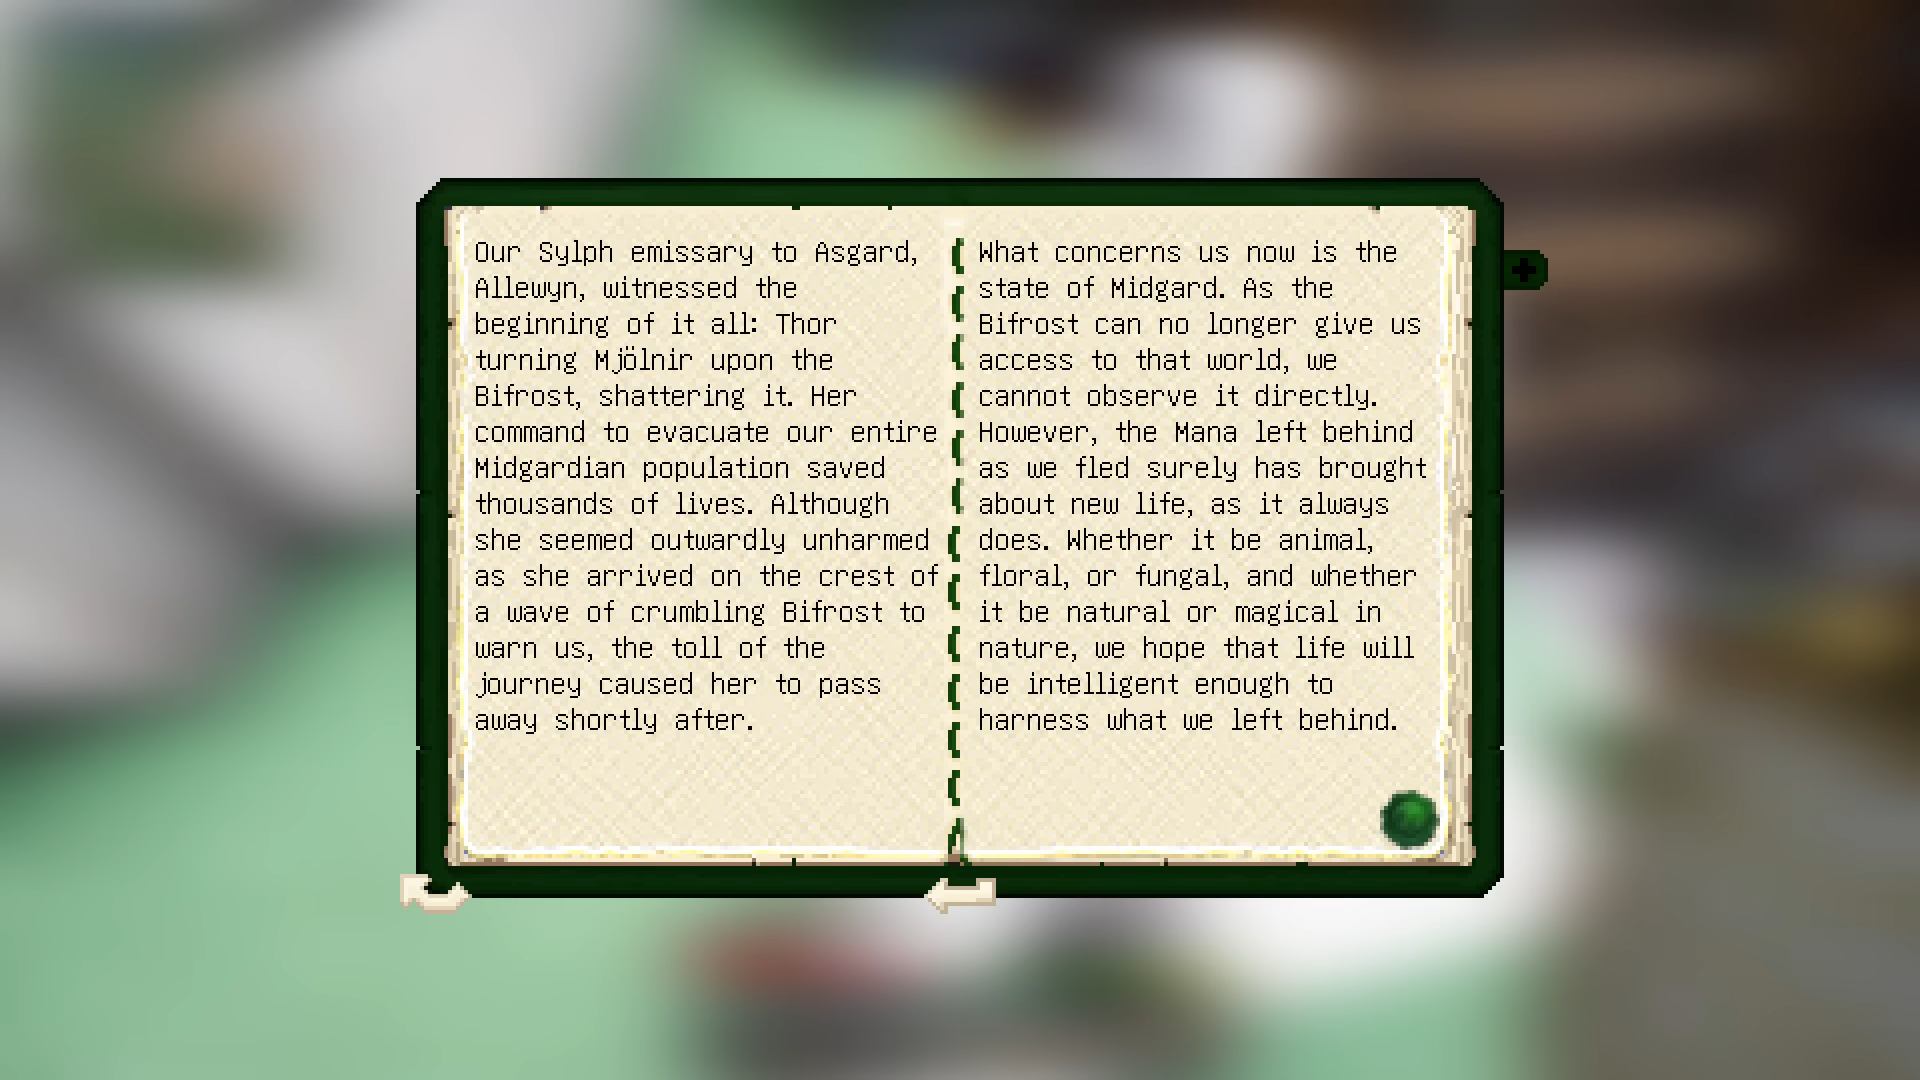 Our Sylph emissary to Asgard,
Allewyn, witnessed the
beginning of it all: Thor
turning Mjölnir upon the
Bifrost, shattering it. Her
command to evacuate our entire
Midgardian population saved
thousands of lives. Although
she seemed outwardly unharmed
as she arrived on the crest of
a wave of crumbling Bifrost to
warn us, the toll of the
journey caused her to pass
away shortly after.
What concerns us now is the
state of Midgard. As the
Bifrost can no longer give us
access to that world, we
cannot observe it directly.
However, the Mana left behind
as we fled surely has brought
about new life, as it always
does. Whether it be animal,
floral, or fungal, and whether
it be natural or magical in
nature, we hope that life will
be intelligent enough to
harness what we left behind.